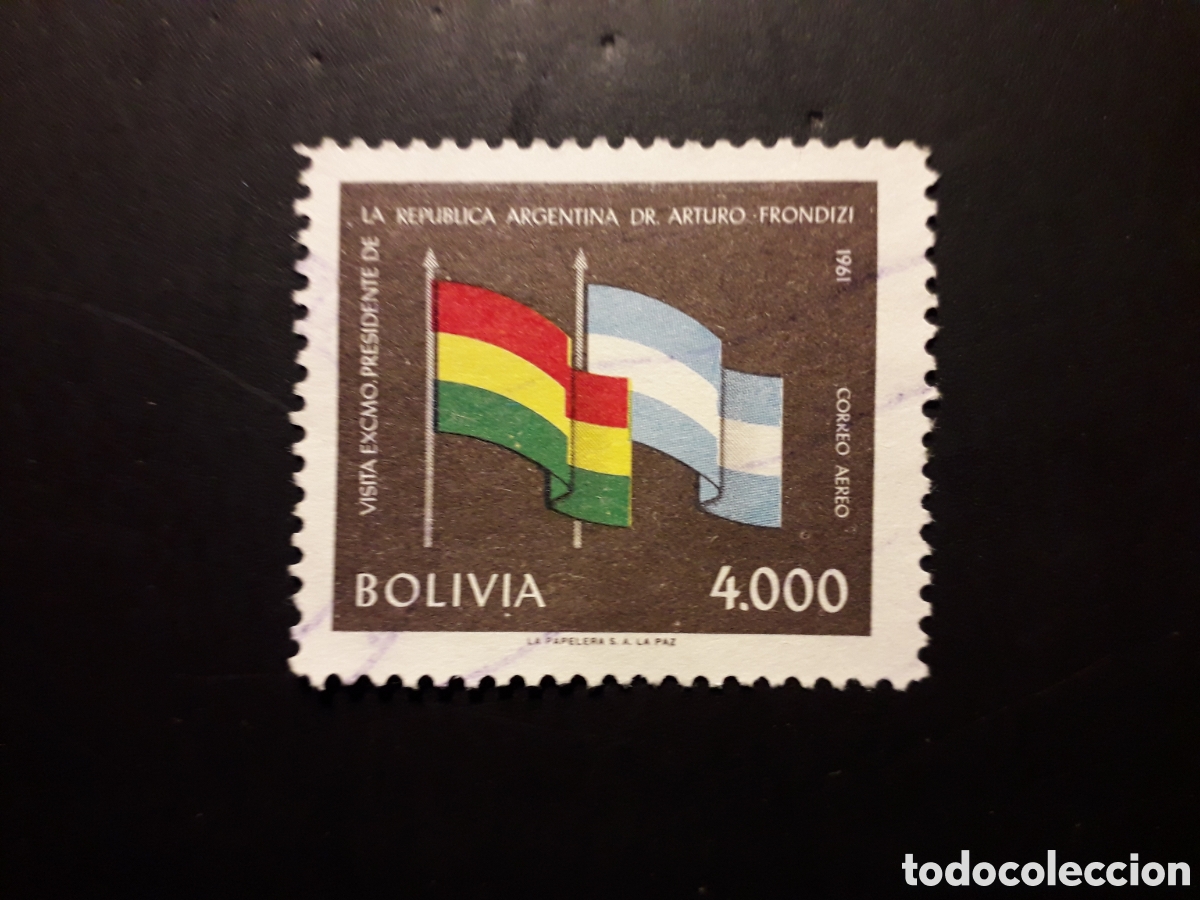 VISITA EXCMO. PRESIDENTE DE
LA REPUBLICA ARGENTINA DR. ARTURO FRONDIZI
1961
CORREO AEREO
BOLIVIA
4.000
LA PAPELERA S. A. LA PAZ
todocoleccion